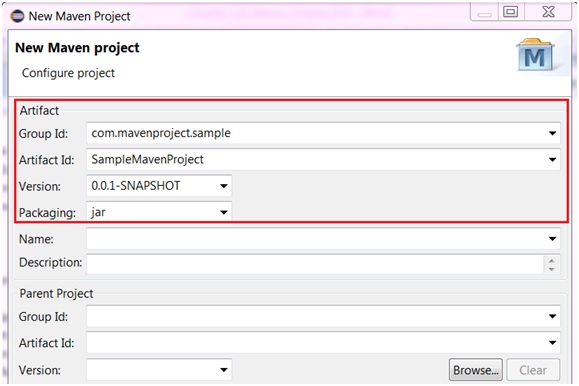 New Maven Project
New Maven project
Configure project
M
Artifact
Group Id: com.mavenproject.sample
Artifact Id: SampleMavenProject
Version: 0.0.1-SNAPSHOT
Packaging: jar
Name:
Description:
Parent Project
Group Id:
Artifact Id:
Version: Browse... Clear